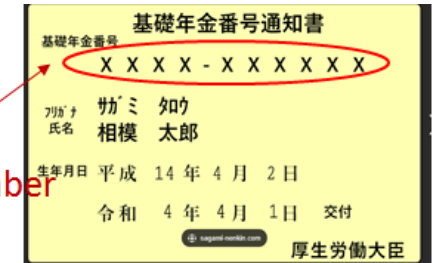 基礎年金番号通知書
基礎年金番号
XXXX-XXXXXX
フリガナ サガミ タロウ
氏名 相模 太郎
生年月日 平成 14年 4月 2日
mber
令和 4年 4月 1日 交付
sagami-nenkin.com
厚生労働大臣